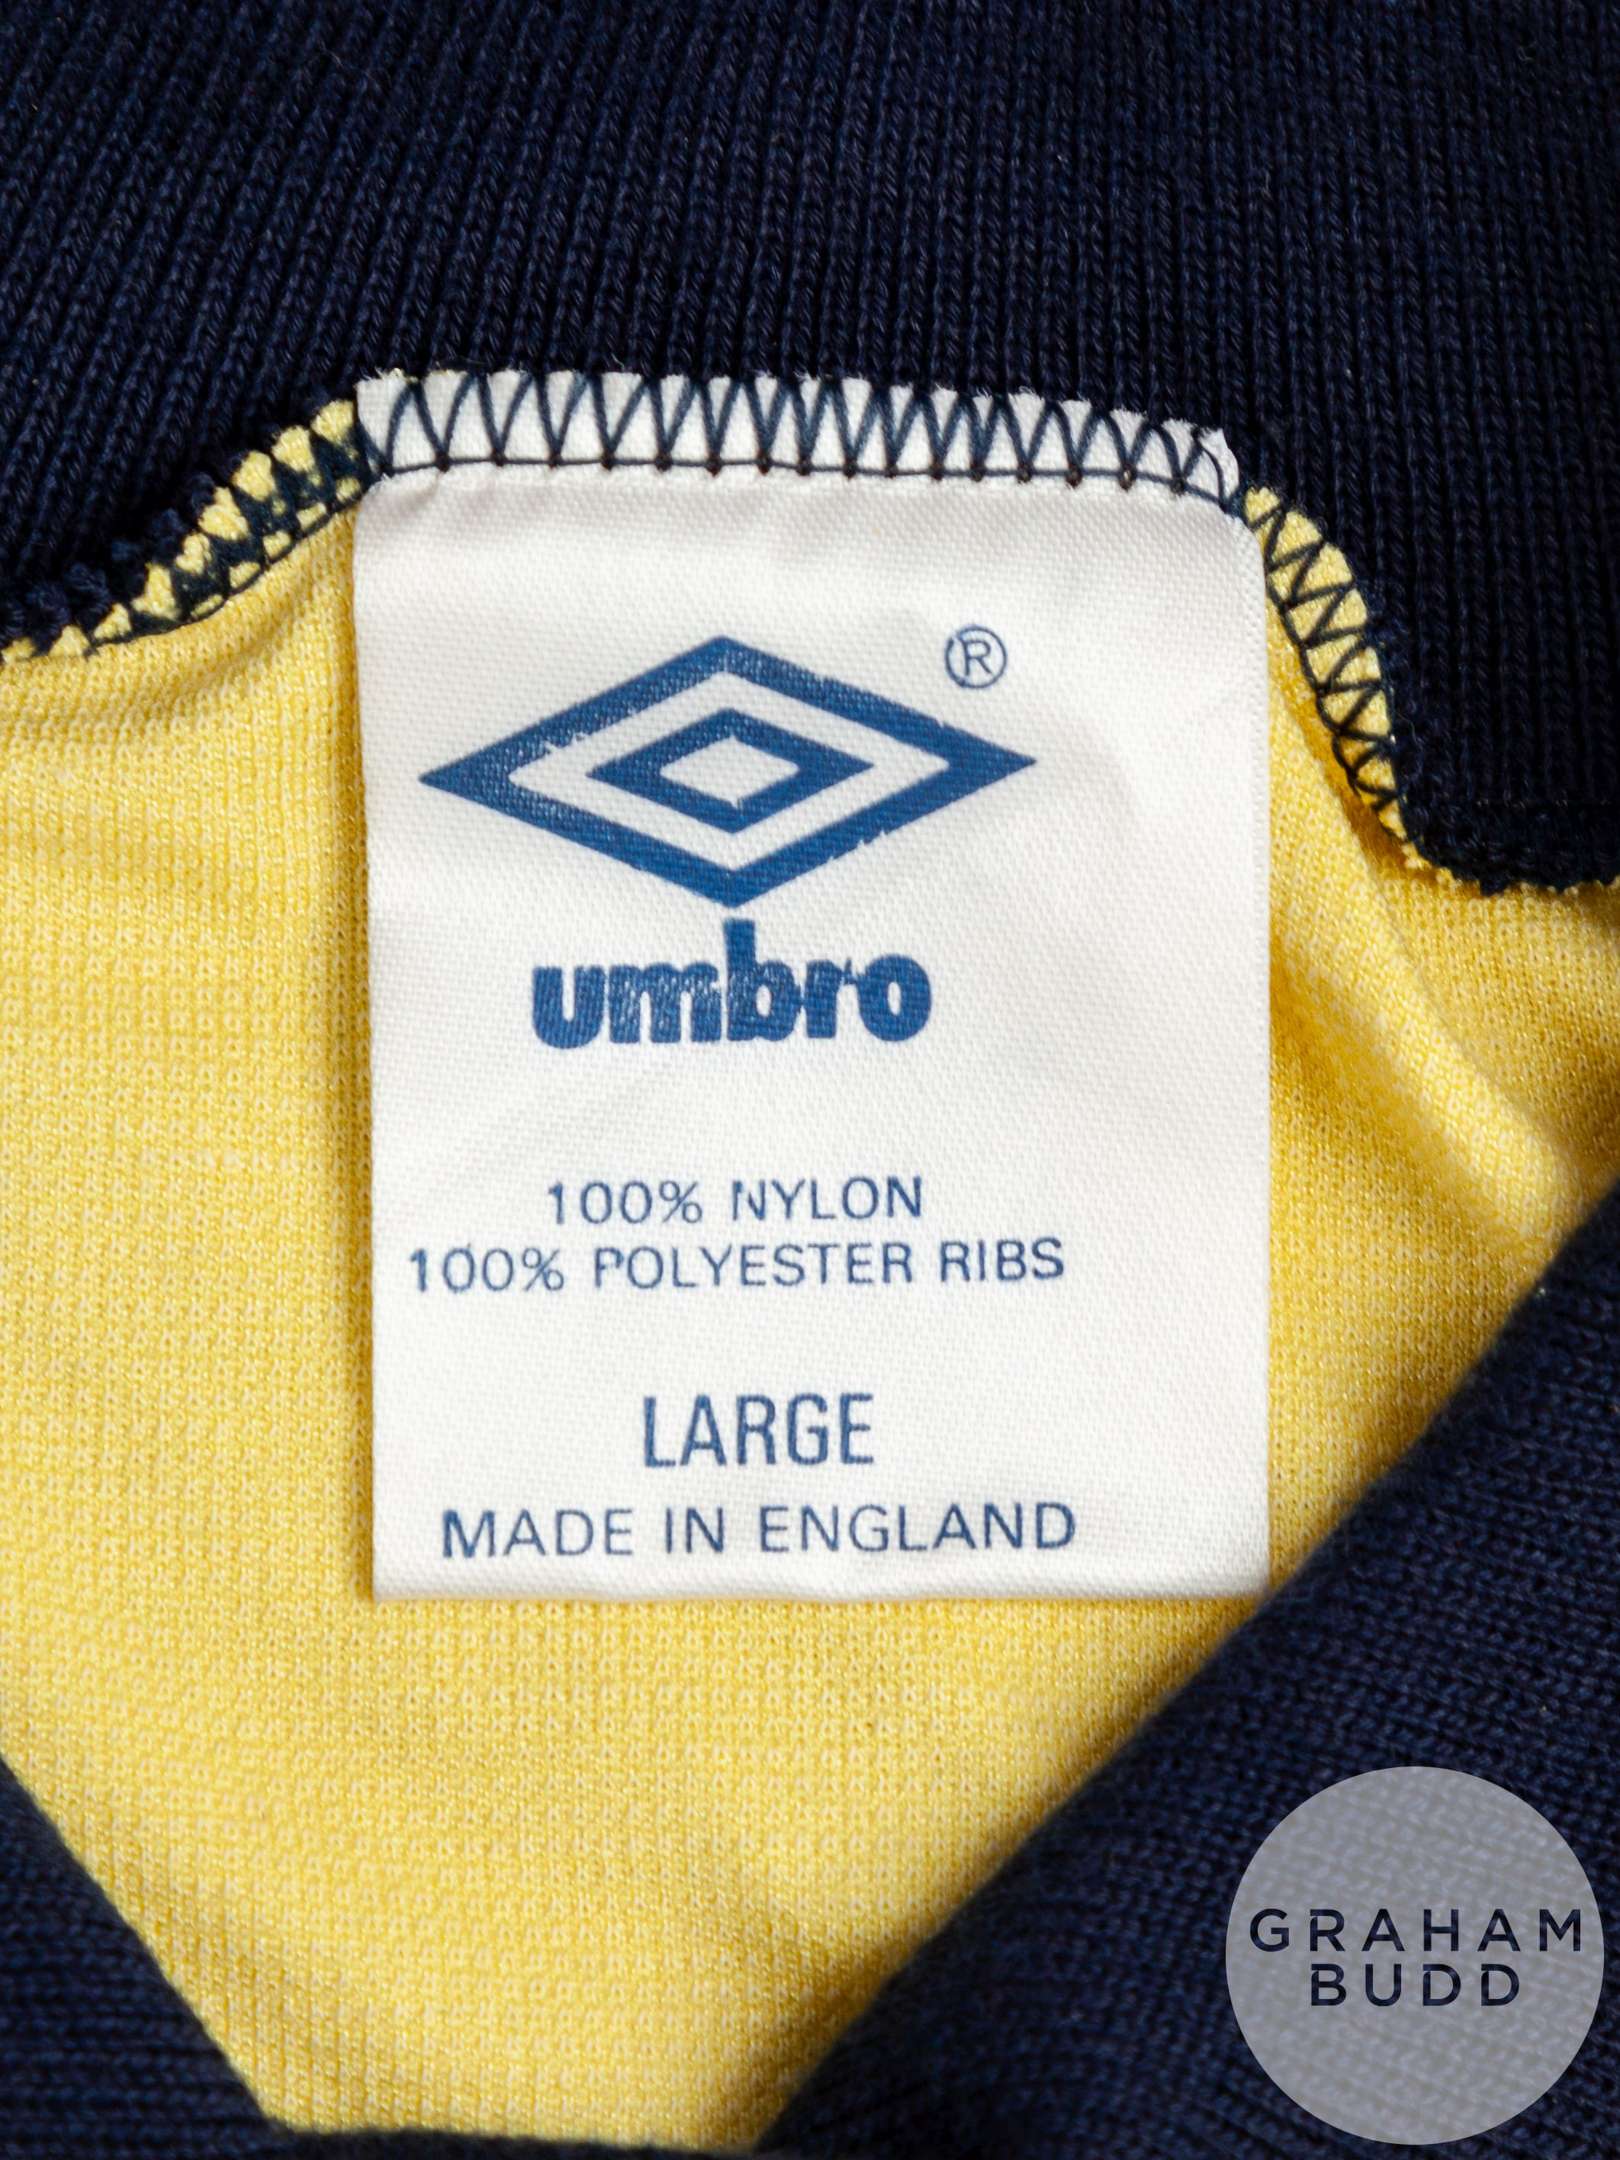 ®
umbro
100% NYLON
100% POLYESTER RIBS
LARGE
MADE IN ENGLAND
GRAHAM
BUDD